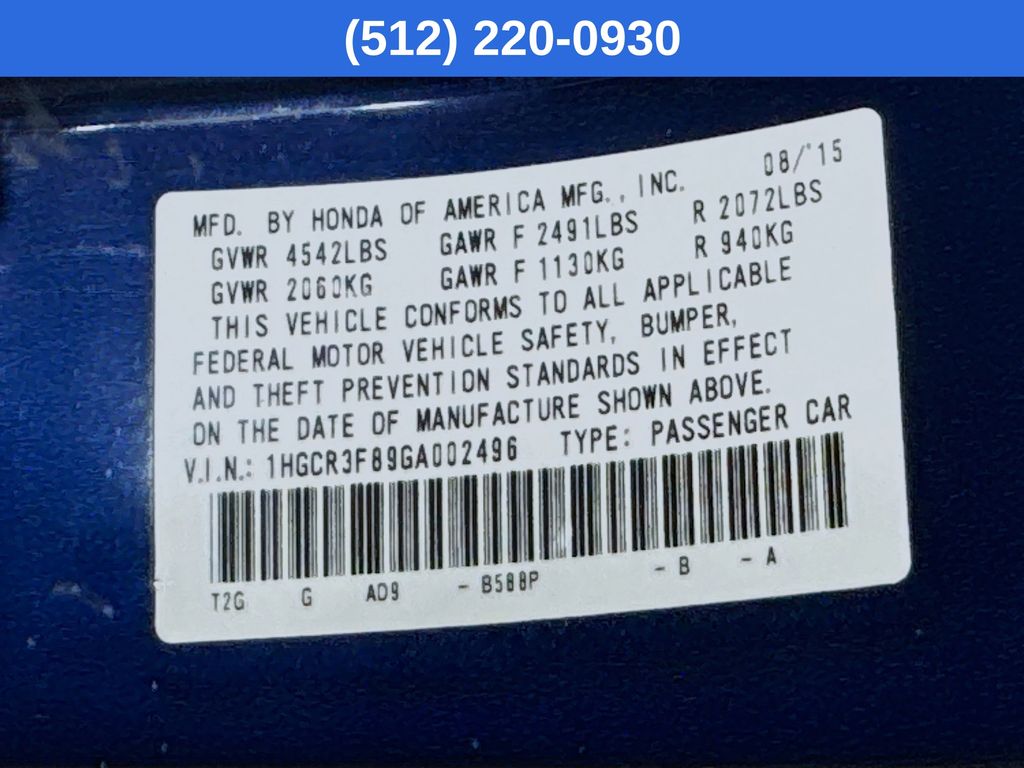 (512) 220-0930
08/'15
MFD. BY HONDA OF AMERICA MFG., INC.
GVWR 4542LBS GAWR F 2491LBS R 2072LBS
GVWR 2060KG GAWR F 1130KG R 940KG
THIS VEHICLE CONFORMS TO ALL APPLICABLE
FEDERAL MOTOR VEHICLE SAFETY, BUMPER,
AND THEFT PREVENTION STANDARDS IN EFFECT
ON THE DATE OF MANUFACTURE SHOWN ABOVE.
V.I.N.: 1HGCR3F89GA002496 TYPE: PASSENGER CAR
T2G G AD9 - B588P - B - A